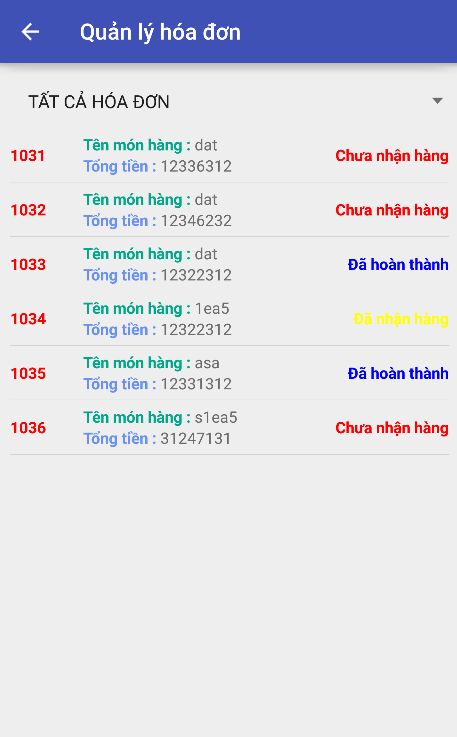 Quản lý hóa đơn
TẤT CẢ HÓA ĐƠN
1031
Tên món hàng : dat
Tổng tiền : 12336312
Chưa nhận hàng
1032
Tên món hàng : dat
Tổng tiền : 12346232
Chưa nhận hàng
1033
Tên món hàng : dat
Tổng tiền : 12322312
Đã hoàn thành
1034
Tên món hàng : 1ea5
Tổng tiền : 12322312
Đã nhận hàng
1035
Tên món hàng : asa
Tổng tiền : 12331312
Đã hoàn thành
1036
Tên món hàng : s1ea5
Tổng tiền : 31247131
Chưa nhận hàng